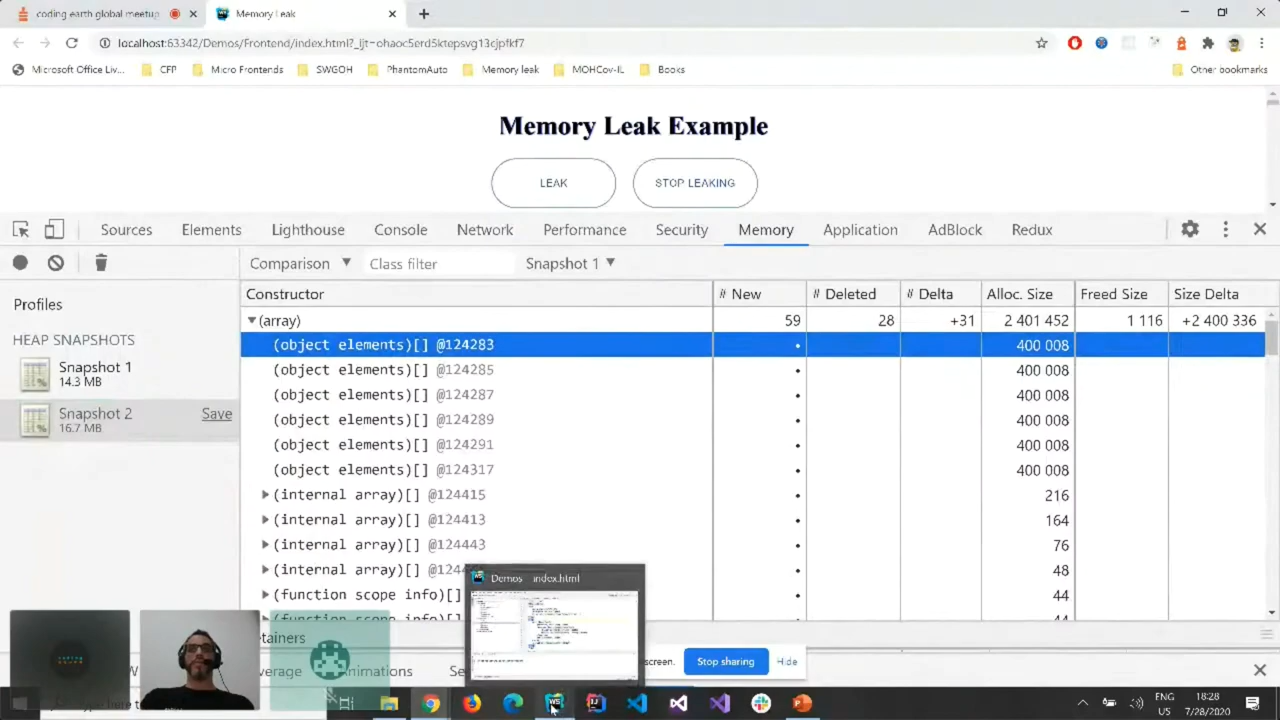 coding earth global meetup
Memory Leak
localhost:63342/Demos/Frontend/index.html?_ijt=ohaoc5erd5ktepsvg13cjpfkf7
Microsoft Office Liv...
CFP
Micro Frontends
SWGOH
PhantomAuto
Memory leak
MOHCov-IL
Books
Other bookmarks
Memory Leak Example
LEAK
STOP LEAKING
Sources
Elements
Lighthouse
Console
Network
Performance
Security
Memory
Application
AdBlock
Redux
Comparison ▼
Class filter
Snapshot 1 ▼
Profiles
HEAP SNAPSHOTS
Snapshot 1
14.3 MB
Snapshot 2
Save
16.7 MB
Constructor # New # Deleted # Delta Alloc. Size Freed Size Size Delta
▼(array) 59 28 +31 2 401 452 1 116 +2 400 336
(object elements)[] @124283 • 400 008
(object elements)[] @124285 • 400 008
(object elements)[] @124287 • 400 008
(object elements)[] @124289 • 400 008
(object elements)[] @124291 • 400 008
(object elements)[] @124317 • 400 008
▶(internal array)[] @124415 • 216
▶(internal array)[] @124413 • 164
▶(internal array)[] @124443 • 76
▶(internal array)[] • 48
▶(function scope info)[] • 44
44
Demos
index.html
screen.
Stop sharing
Hide
ENG
US
18:28
7/28/2020